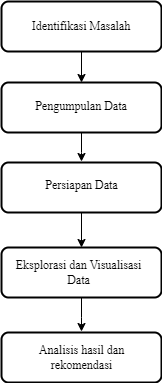 Identifikasi Masalah
Pengumpulan Data
Persiapan Data
Eksplorasi dan Visualisasi
Data
Analisis hasil dan
rekomendasi